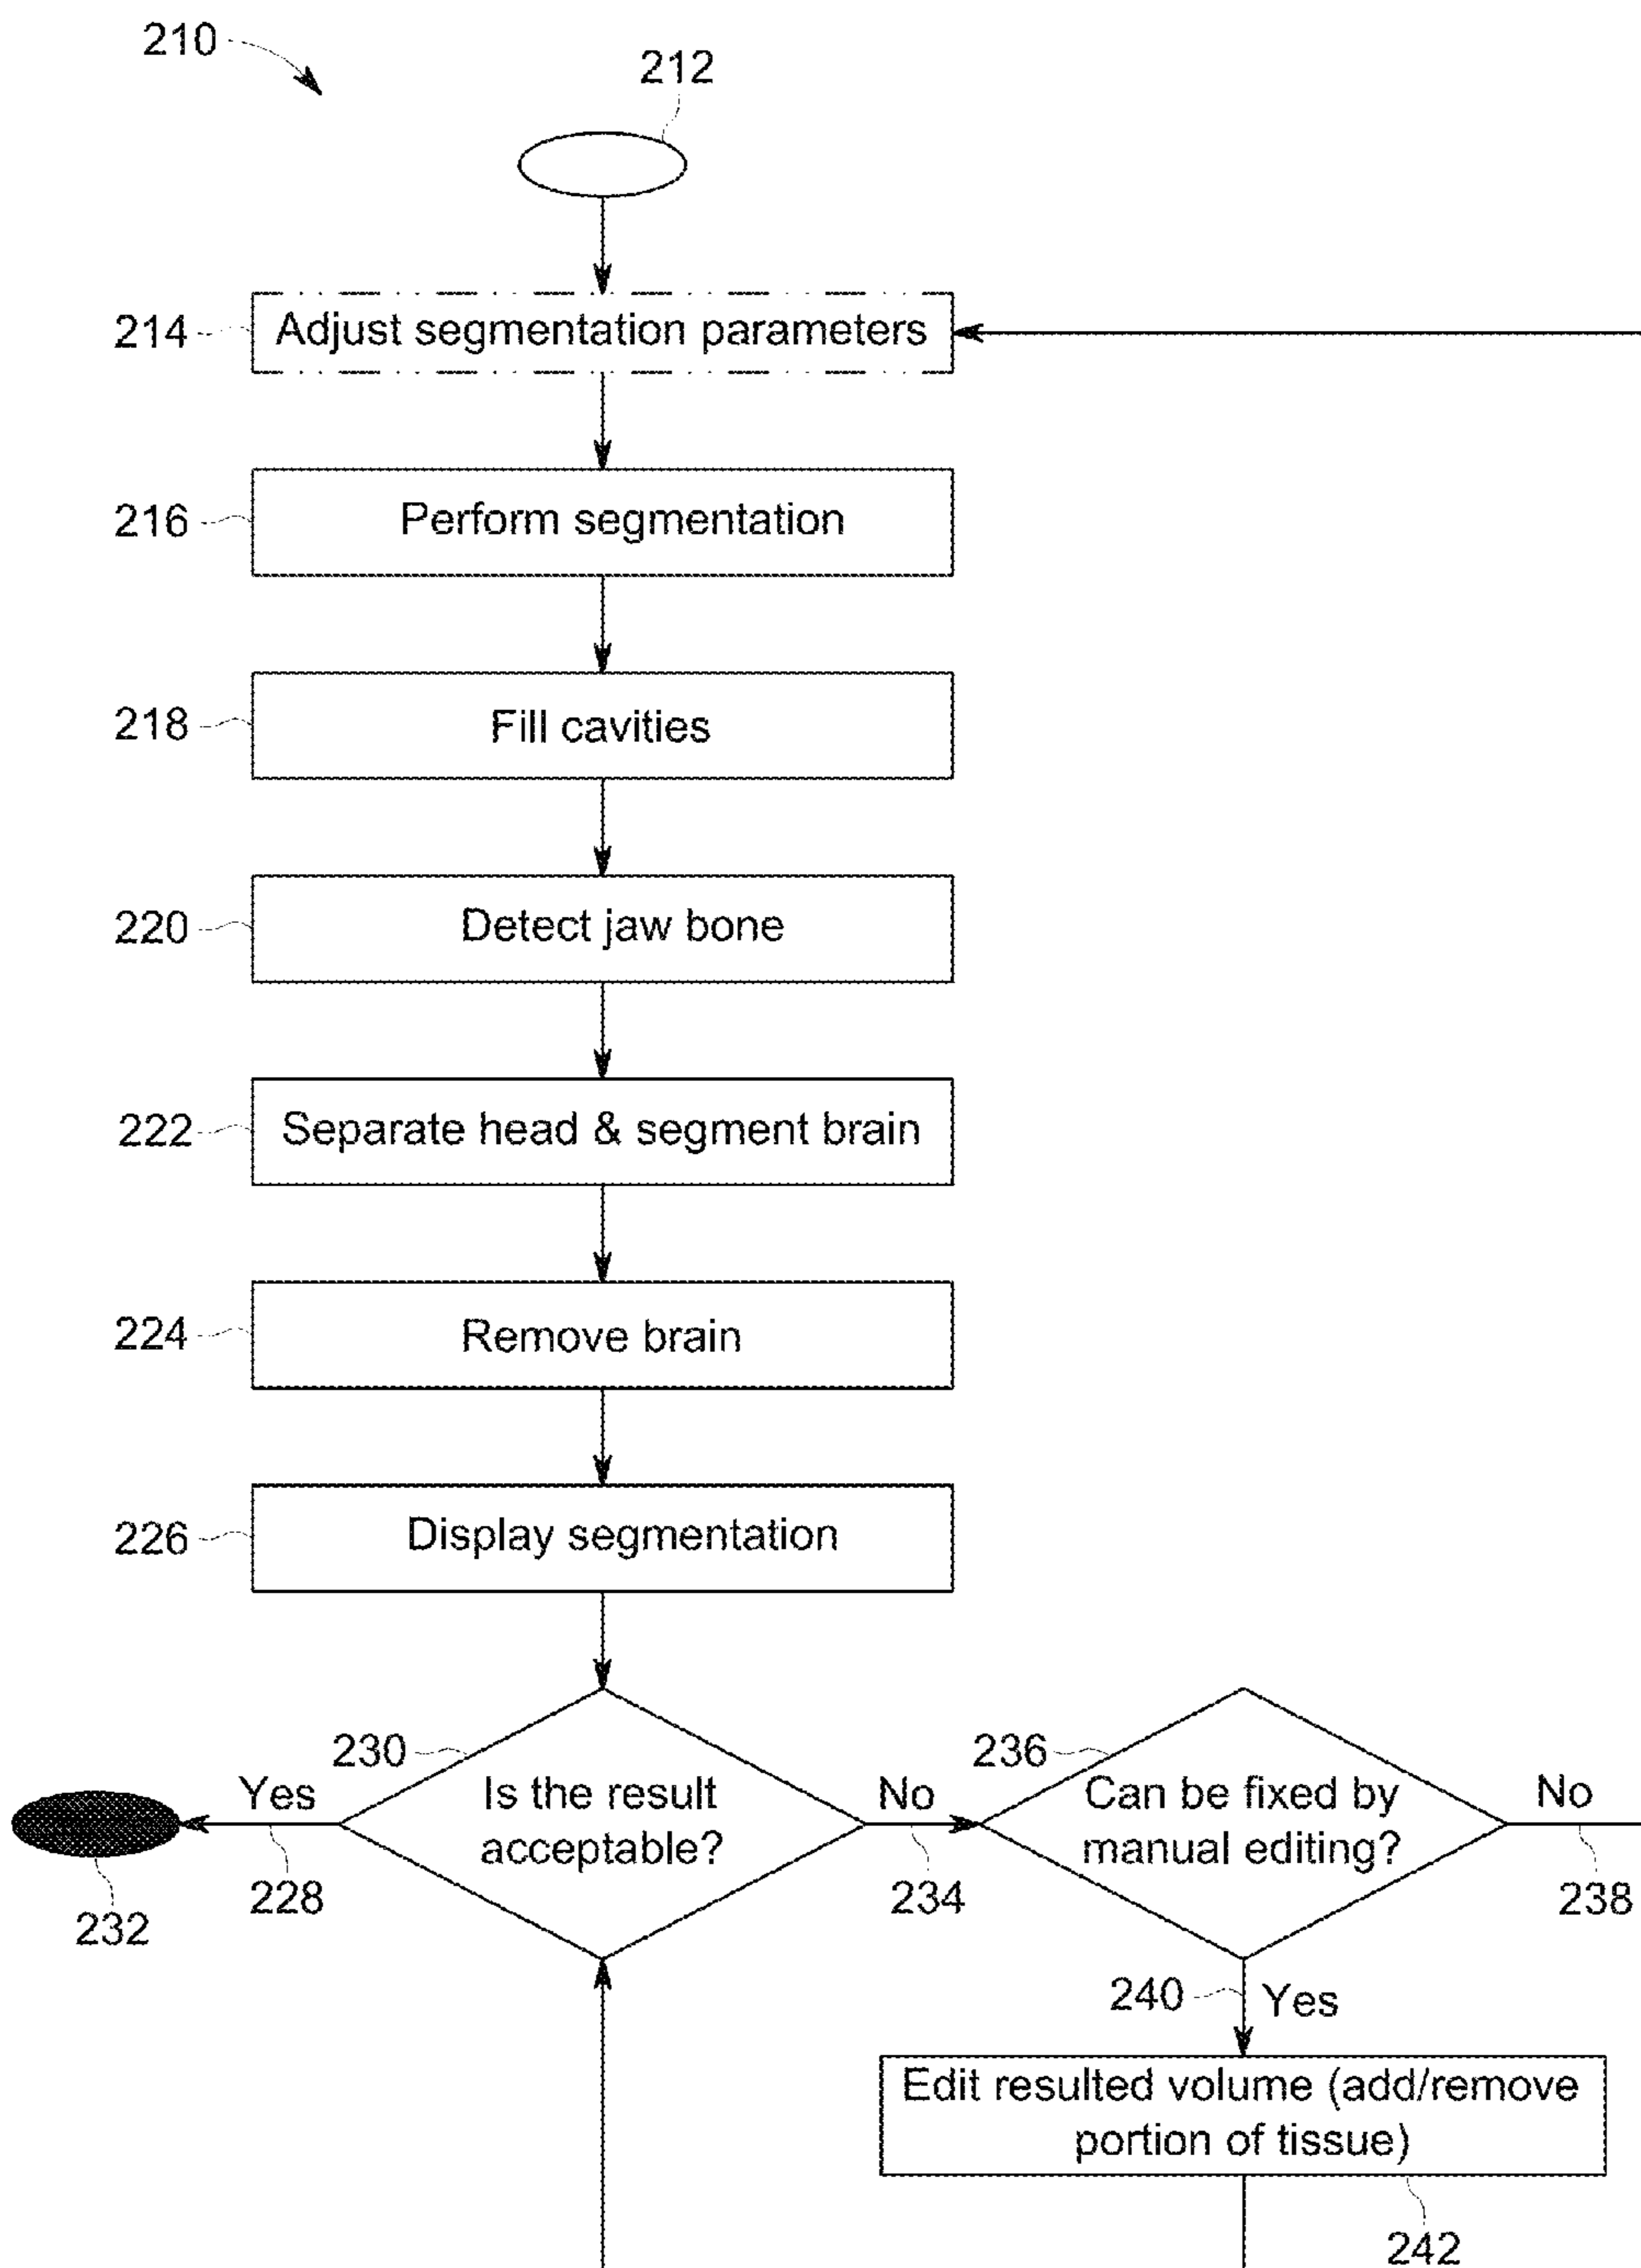 210
212
214
Adjust segmentation parameters
216
Perform segmentation
218
Fill cavities
220
Detect jaw bone
222
Separate head & segment brain
224
Remove brain
226
Display segmentation
230
Is the result
acceptable?
Yes
228
232
No
234
236
Can be fixed by
manual editing?
No
238
240
Yes
Edit resulted volume (add/remove
portion of tissue)
242